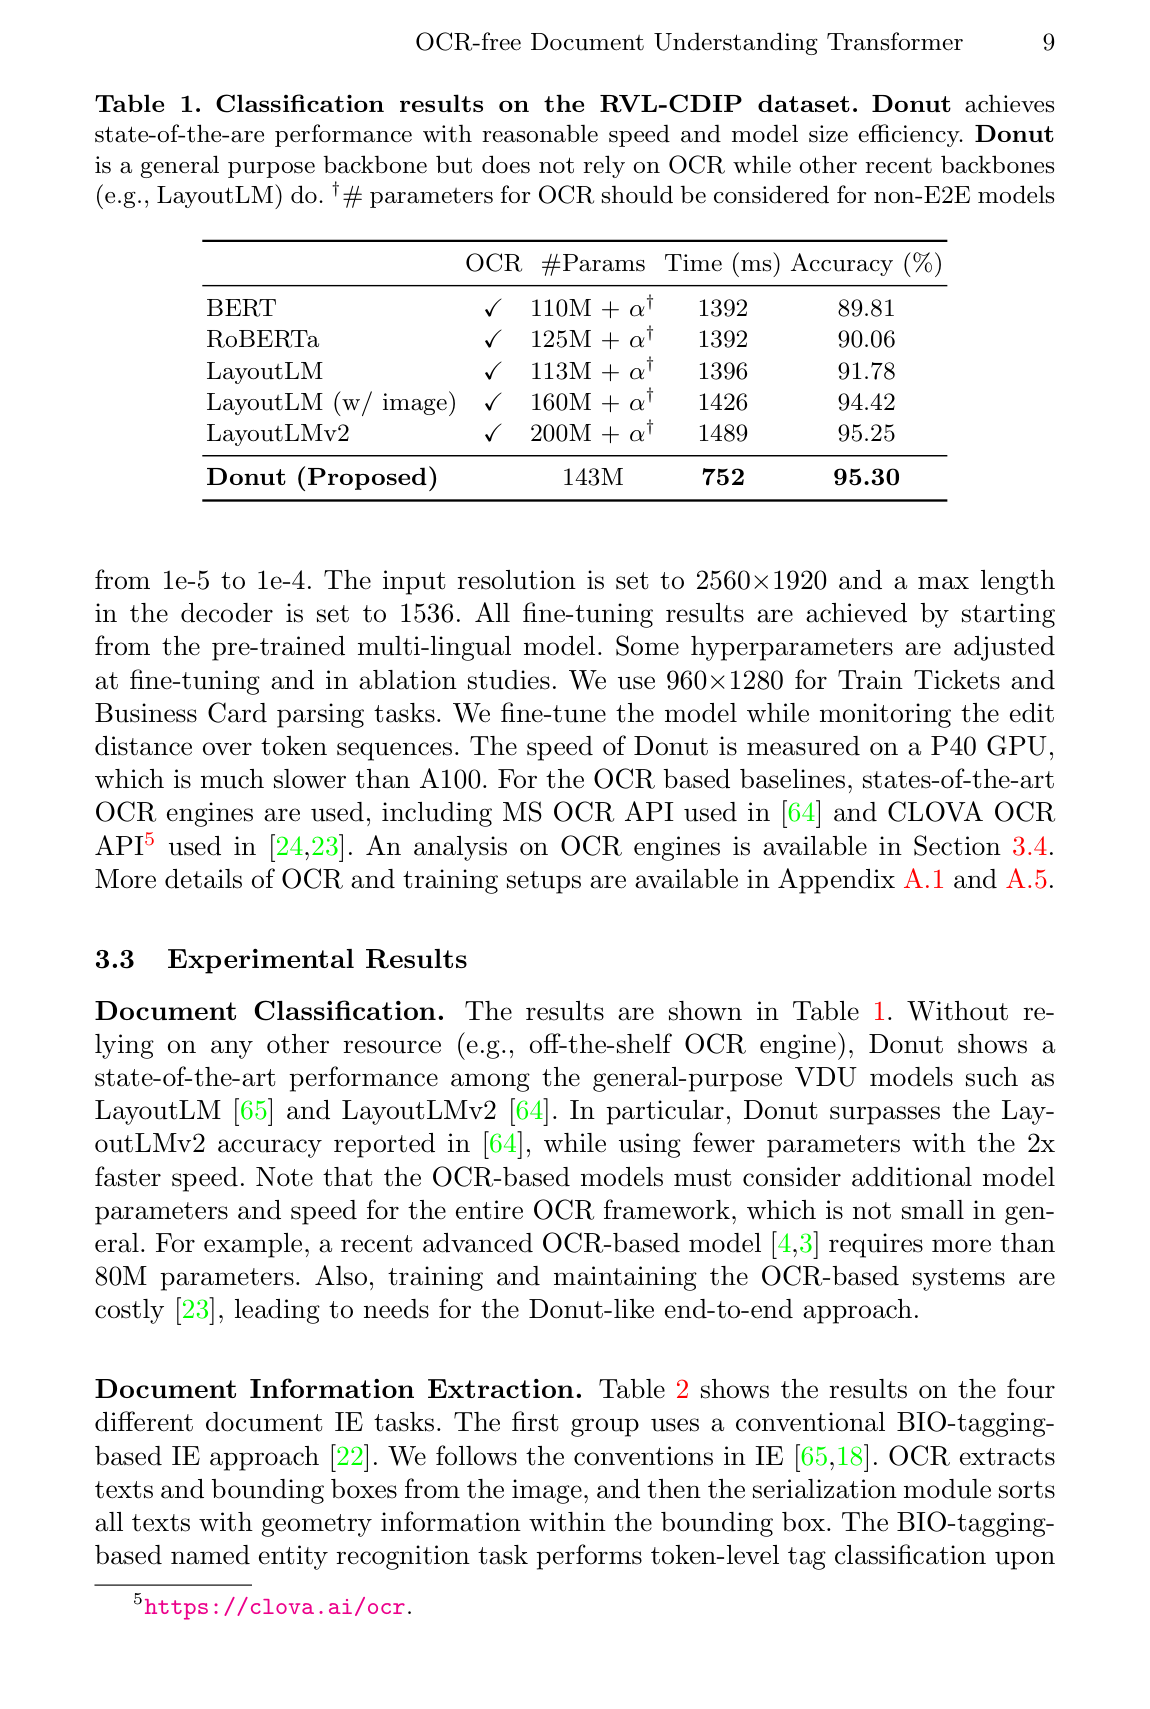 OCR-free Document Understanding Transformer 9
Table 1. Classification results on the RVL-CDIP dataset. Donut achieves
state-of-the-are performance with reasonable speed and model size efficiency. Donut
is a general purpose backbone but does not rely on OCR while other recent backbones
(e.g., LayoutLM) do. †# parameters for OCR should be considered for non-E2E models
OCR #Params Time (ms) Accuracy (%)
BERT ✓ 110M + α† 1392 89.81
RoBERTa ✓ 125M + α† 1392 90.06
LayoutLM ✓ 113M + α† 1396 91.78
LayoutLM (w/ image) ✓ 160M + α† 1426 94.42
LayoutLMv2 ✓ 200M + α† 1489 95.25
Donut (Proposed) 143M 752 95.30
from 1e-5 to 1e-4. The input resolution is set to 2560×1920 and a max length
in the decoder is set to 1536. All fine-tuning results are achieved by starting
from the pre-trained multi-lingual model. Some hyperparameters are adjusted
at fine-tuning and in ablation studies. We use 960×1280 for Train Tickets and
Business Card parsing tasks. We fine-tune the model while monitoring the edit
distance over token sequences. The speed of Donut is measured on a P40 GPU,
which is much slower than A100. For the OCR based baselines, states-of-the-art
OCR engines are used, including MS OCR API used in [64] and CLOVA OCR
API5 used in [24,23]. An analysis on OCR engines is available in Section 3.4.
More details of OCR and training setups are available in Appendix A.1 and A.5.
3.3 Experimental Results
Document Classification. The results are shown in Table 1. Without re-
lying on any other resource (e.g., off-the-shelf OCR engine), Donut shows a
state-of-the-art performance among the general-purpose VDU models such as
LayoutLM [65] and LayoutLMv2 [64]. In particular, Donut surpasses the Lay-
outLMv2 accuracy reported in [64], while using fewer parameters with the 2x
faster speed. Note that the OCR-based models must consider additional model
parameters and speed for the entire OCR framework, which is not small in gen-
eral. For example, a recent advanced OCR-based model [4,3] requires more than
80M parameters. Also, training and maintaining the OCR-based systems are
costly [23], leading to needs for the Donut-like end-to-end approach.
Document Information Extraction. Table 2 shows the results on the four
different document IE tasks. The first group uses a conventional BIO-tagging-
based IE approach [22]. We follows the conventions in IE [65,18]. OCR extracts
texts and bounding boxes from the image, and then the serialization module sorts
all texts with geometry information within the bounding box. The BIO-tagging-
based named entity recognition task performs token-level tag classification upon
5https://clova.ai/ocr.